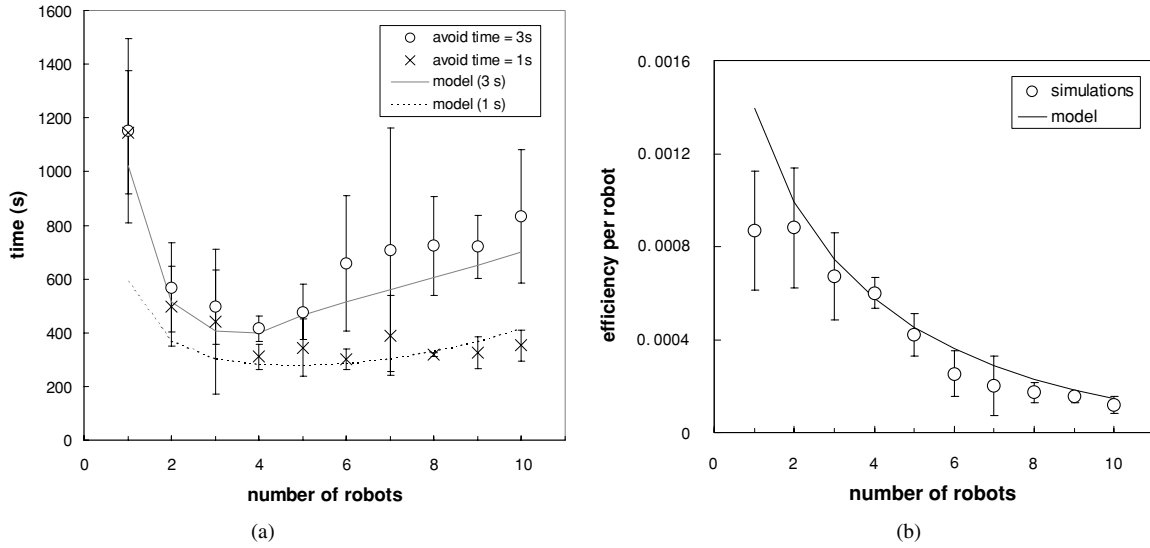 1600
1400
1200
1000
800
600
400
200
0
time (s)
avoid time = 3s
avoid time = 1s
model (3 s)
model (1 s)
0 2 4 6 8 10
number of robots
(a)
0.0016
0.0012
0.0008
0.0004
0
efficiency per robot
simulations
model
0 2 4 6 8 10
number of robots
(b)